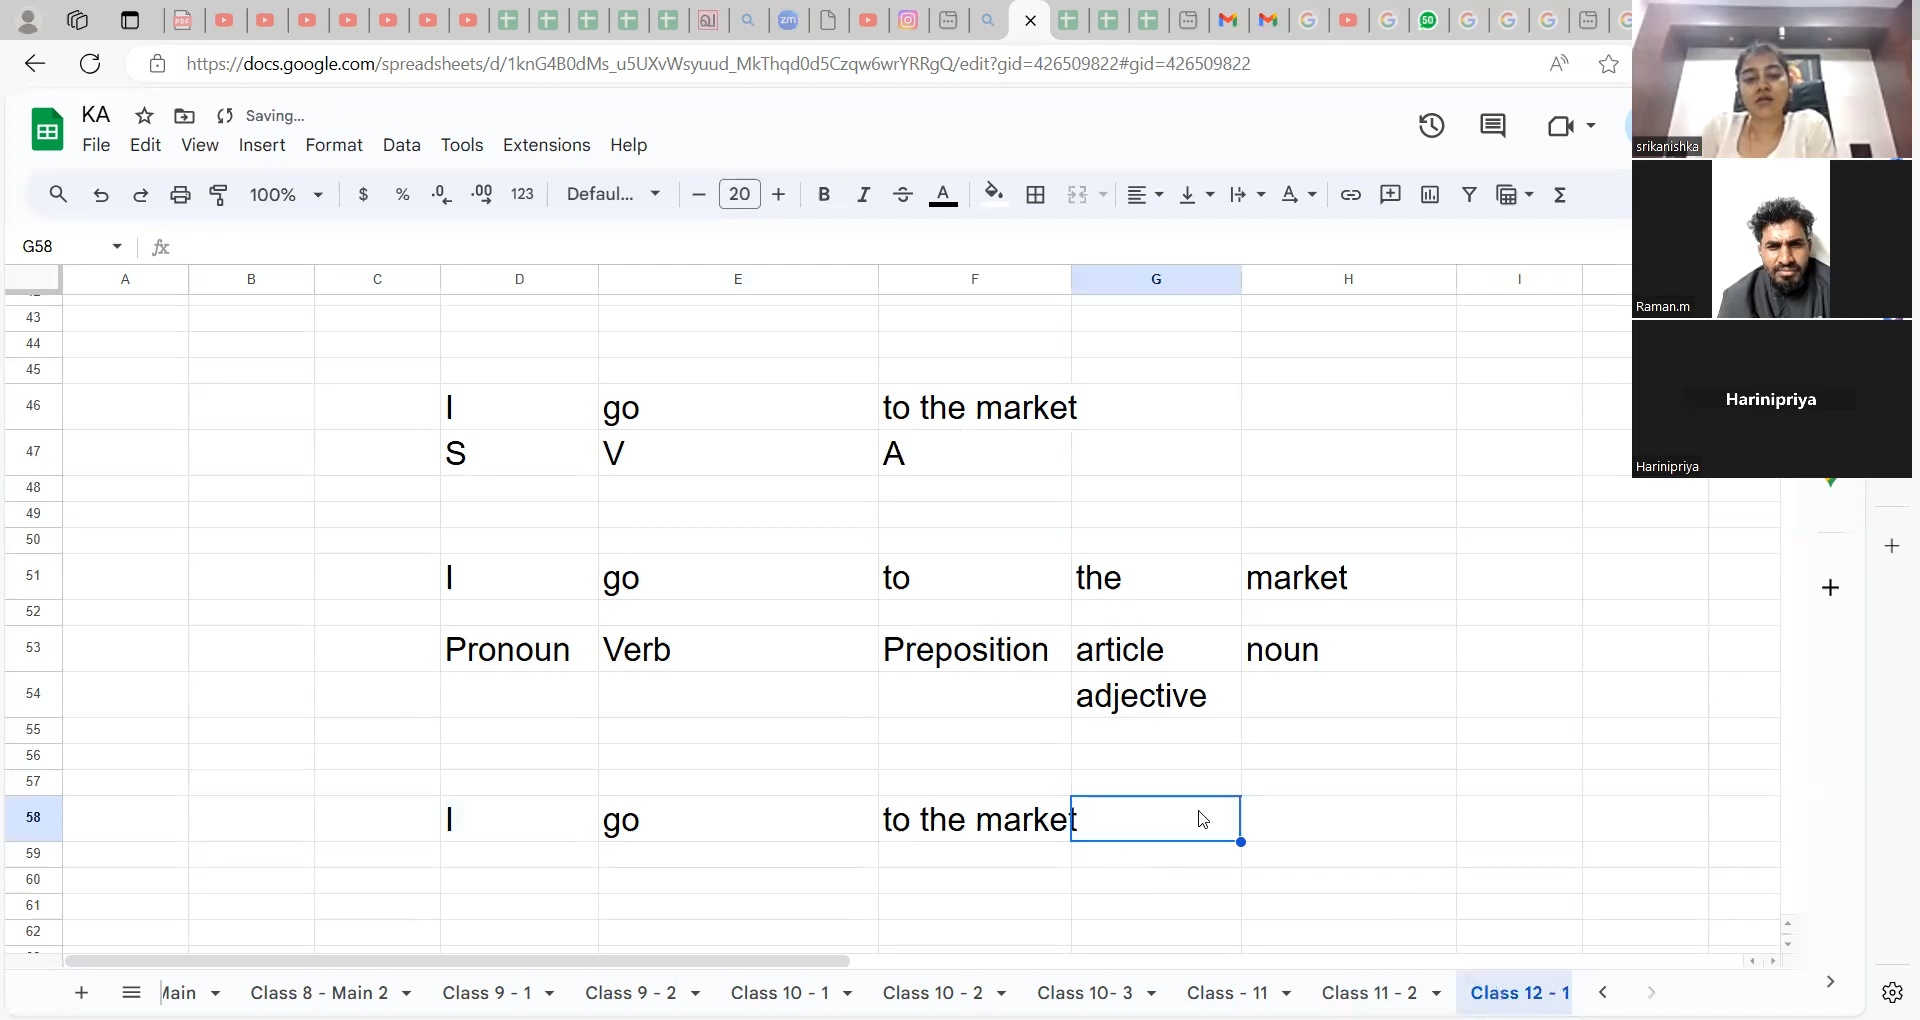 https://docs.google.com/spreadsheets/d/1knG4B0dMs_u5UXvWsyuud_MkThqd0d5Czqw6wrYRRgQ/edit?gid=426509822#gid=426509822
KA Saving...
File Edit View Insert Format Data Tools Extensions Help
100% $ % .0 .00 123 Defaul... 20 B I A
G58 fx
A B C D E F G H I
43
44
45
46 I go to the market
47 S V A
48
49
50
51 I go to the market
52
53 Pronoun Verb Preposition article noun
54 adjective
55
56
57
58 I go to the market
59
60
61
62
Class 8 - Main 2 Class 9 - 1 Class 9 - 2 Class 10 - 1 Class 10 - 2 Class 10- 3 Class - 11 Class 11 - 2 Class 12 - 1
srikanishka
Raman.m
Harinipriya
Harinipriya